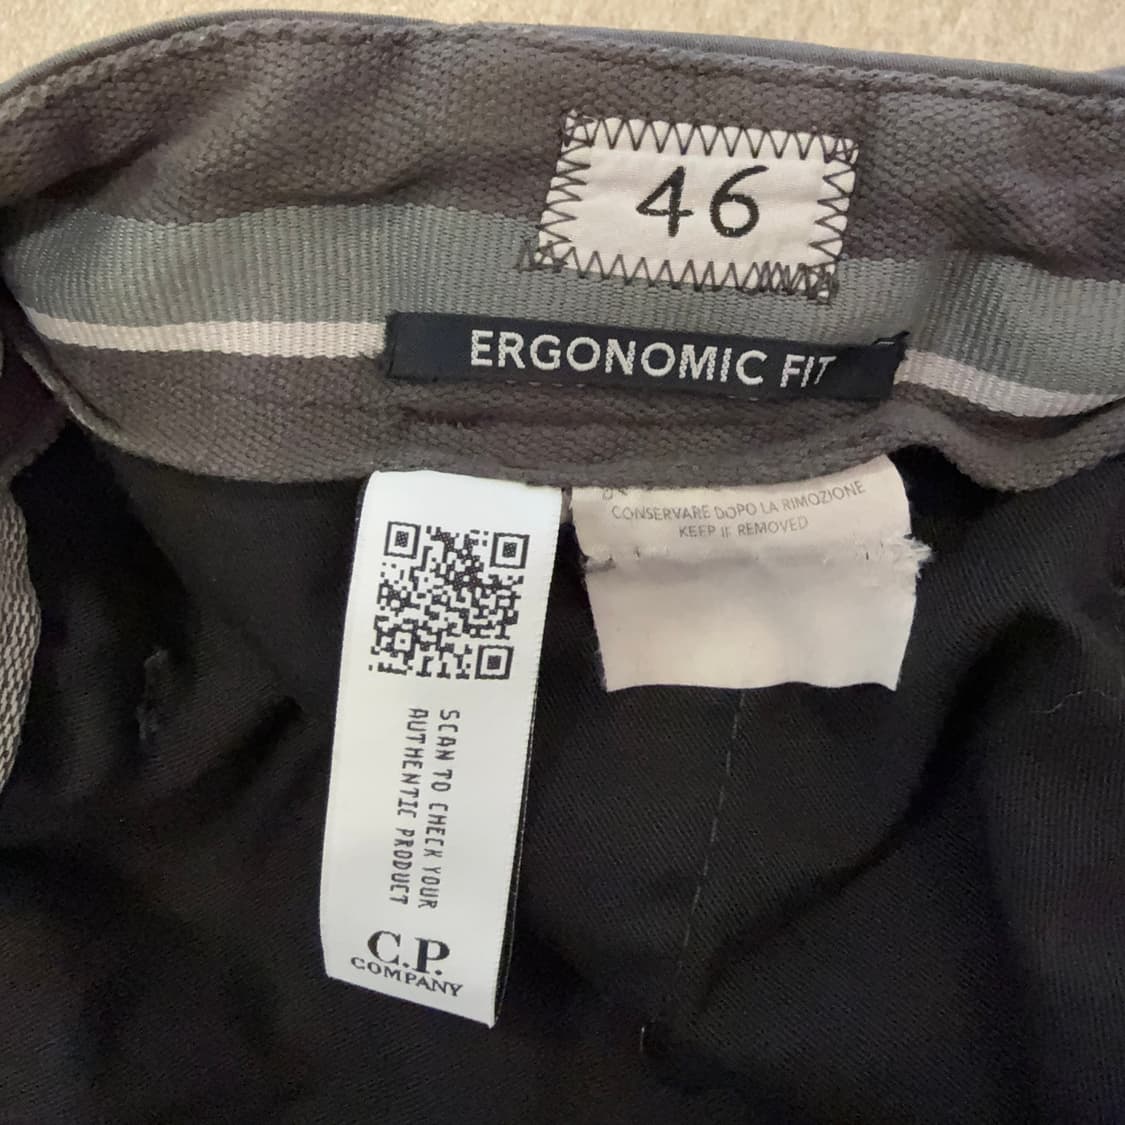 46
ERGONOMIC FIT
CONSERVARE DOPO LA RIMOZIONE
KEEP IF REMOVED
SCAN TO CHECK YOUR
AUTHENTIC PRODUCT
C.P.
COMPANY